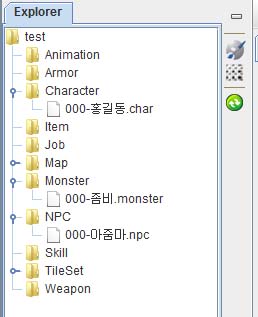 Explorer
test
Animation
Armor
Character
000-홍길동.char
Item
Job
Map
Monster
000-좀비.monster
NPC
000-아줌마.npc
Skill
TileSet
Weapon